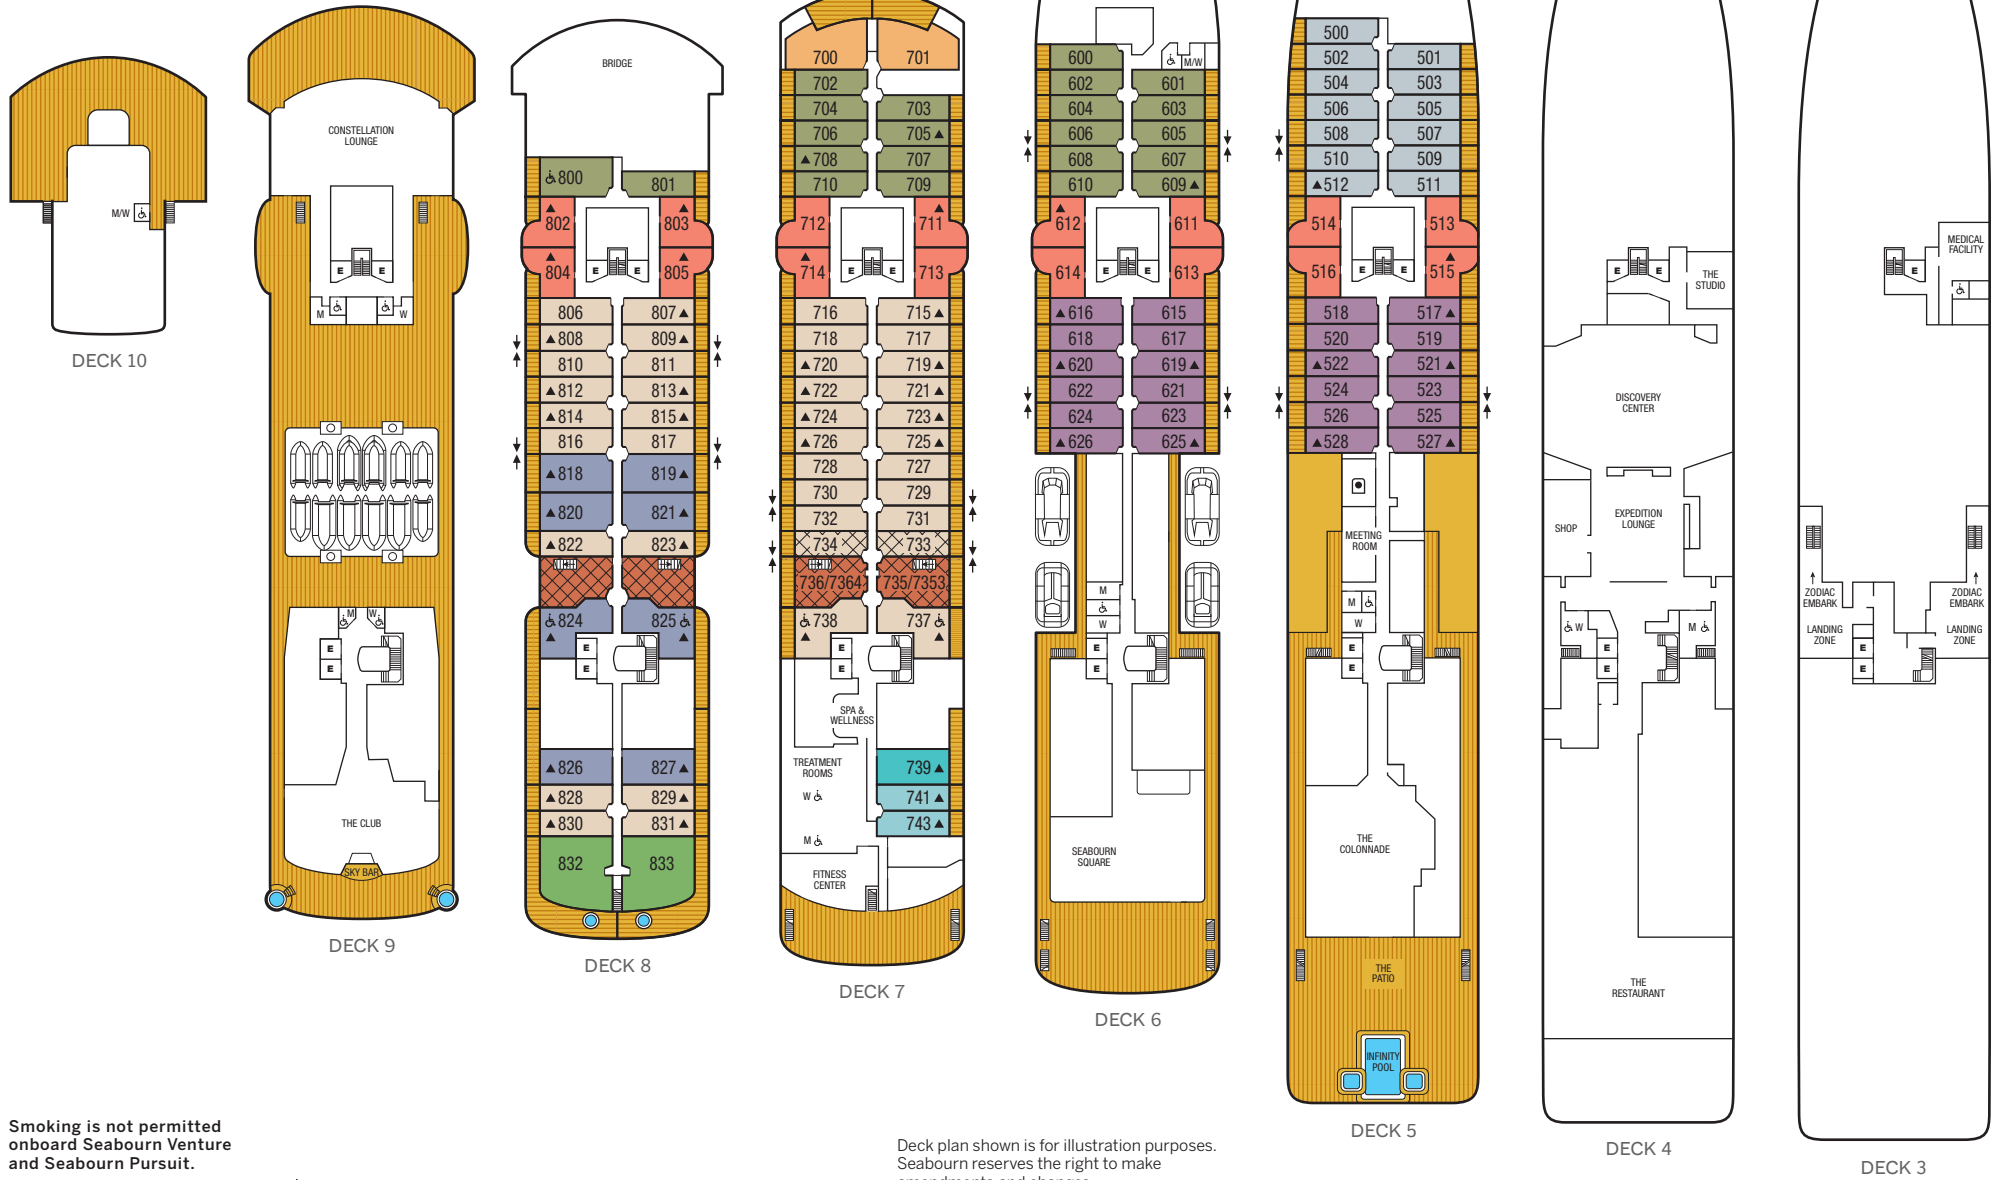 M/W
DECK 10
CONSTELLATION
LOUNGE
E E
M W
M W
E
E
THE CLUB
SKY BAR
DECK 9
BRIDGE
800
801
802 803
804 805
E E
806 807
808 809
810 811
812 813
814 815
816 817
818 819
820 821
822 823
824 825
E
E
826 827
828 829
830 831
832 833
DECK 8
700 701
702
704 703
706 705
708 707
710 709
712 711
714 713
E E
716 715
718 717
720 719
722 721
724 723
726 725
728 727
730 729
732 731
734 733
736/7364 735/7353
738 737
E
E
SPA &
WELLNESS
TREATMENT
ROOMS
W
M
739
741
743
FITNESS
CENTER
DECK 7
M/W
600
602 601
604 603
606 605
608 607
610 609
612 611
614 613
E E
616 615
618 617
620 619
622 621
624 623
626 625
M
W
E
E
SEABOURN
SQUARE
DECK 6
500
502 501
504 503
506 505
508 507
510 509
512 511
514 513
516 515
E E
518 517
520 519
522 521
524 523
526 525
528 527
MEETING
ROOM
M
W
E
E
THE
COLONNADE
THE
PATIO
INFINITY
POOL
DECK 5
E E
THE
STUDIO
DISCOVERY
CENTER
SHOP
EXPEDITION
LOUNGE
W
M
E
E
THE
RESTAURANT
DECK 4
MEDICAL
FACILITY
E
ZODIAC
EMBARK
LANDING
ZONE
ZODIAC
EMBARK
LANDING
ZONE
E
E
DECK 3
Smoking is not permitted
onboard Seabourn Venture
and Seabourn Pursuit.
Deck plan shown is for illustration purposes.
Seabourn reserves the right to make
amendments and changes